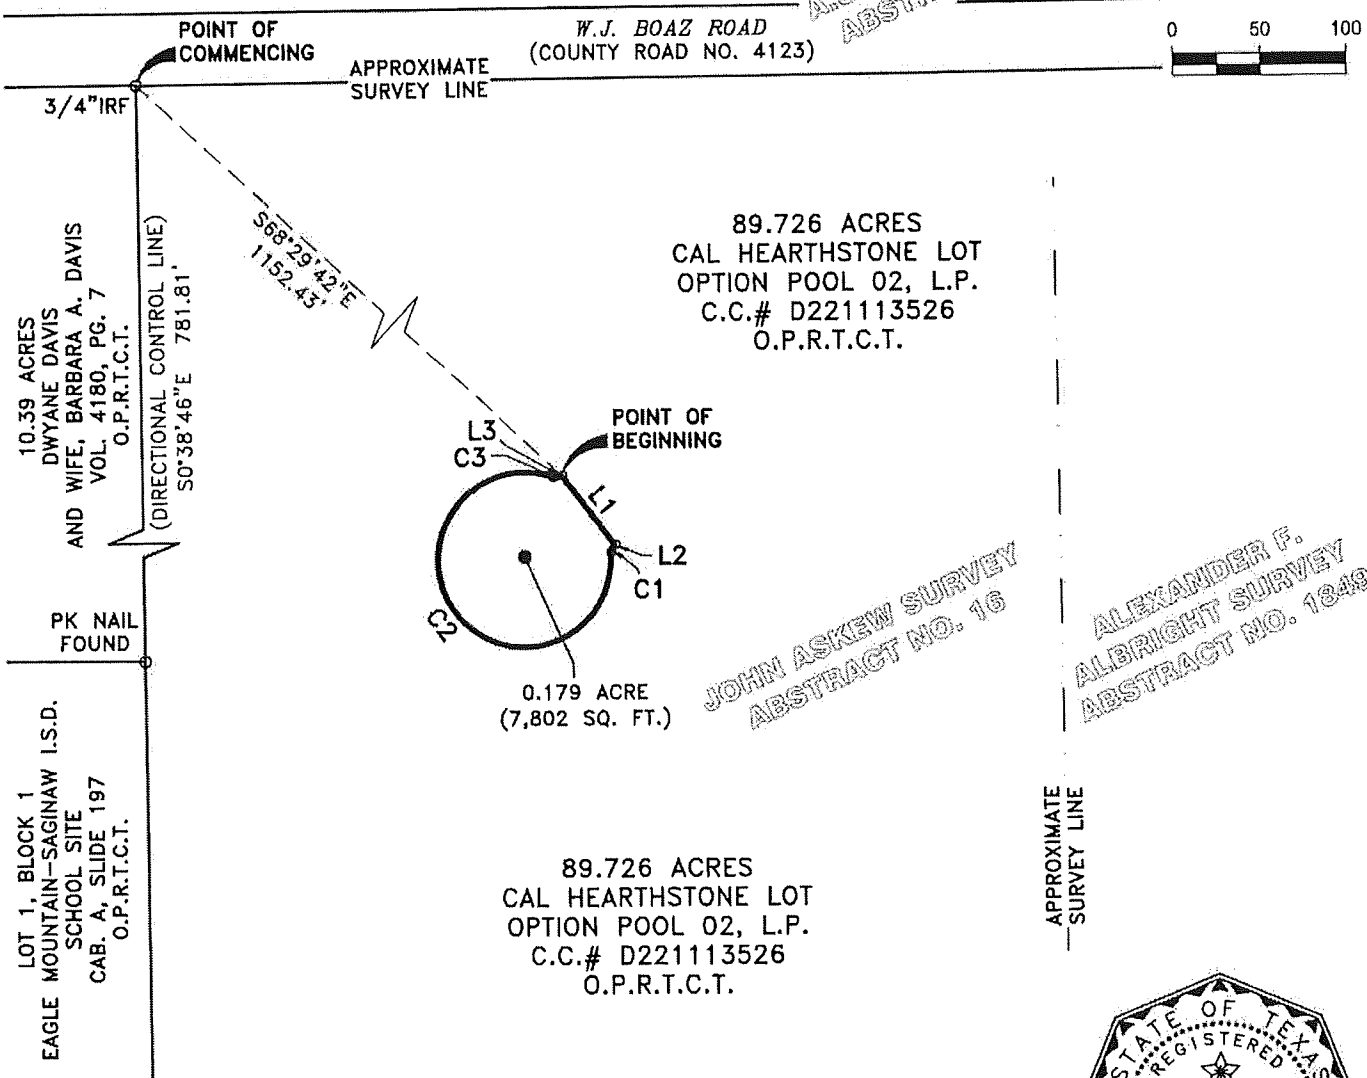 W.J. BOAZ ROAD
(COUNTY ROAD NO. 4123)
0 50 100
POINT OF
COMMENCING
APPROXIMATE
SURVEY LINE
3/4"IRF
10.39 ACRES
DWYANE DAVIS
AND WIFE, BARBARA A. DAVIS
VOL. 4180, PG. 7
O.P.R.T.C.T.
(DIRECTIONAL CONTROL LINE)
S0°38'46"E 781.81'
S68°29'42"E
1152.43'
89.726 ACRES
CAL HEARTHSTONE LOT
OPTION POOL 02, L.P.
C.C.# D221113526
O.P.R.T.C.T.
POINT OF
BEGINNING
L3
C3
L1
L2
C1
C2
0.179 ACRE
(7,802 SQ. FT.)
JOHN ASKEW SURVEY
ABSTRACT NO. 16
ALEXANDER F.
ALBRIGHT SURVEY
ABSTRACT NO. 1849
PK NAIL
FOUND
LOT 1, BLOCK 1
EAGLE MOUNTAIN-SAGINAW I.S.D.
SCHOOL SITE
CAB. A, SLIDE 197
O.P.R.T.C.T.
89.726 ACRES
CAL HEARTHSTONE LOT
OPTION POOL 02, L.P.
C.C.# D221113526
O.P.R.T.C.T.
APPROXIMATE
SURVEY LINE
STATE OF TEXAS
REGISTERED